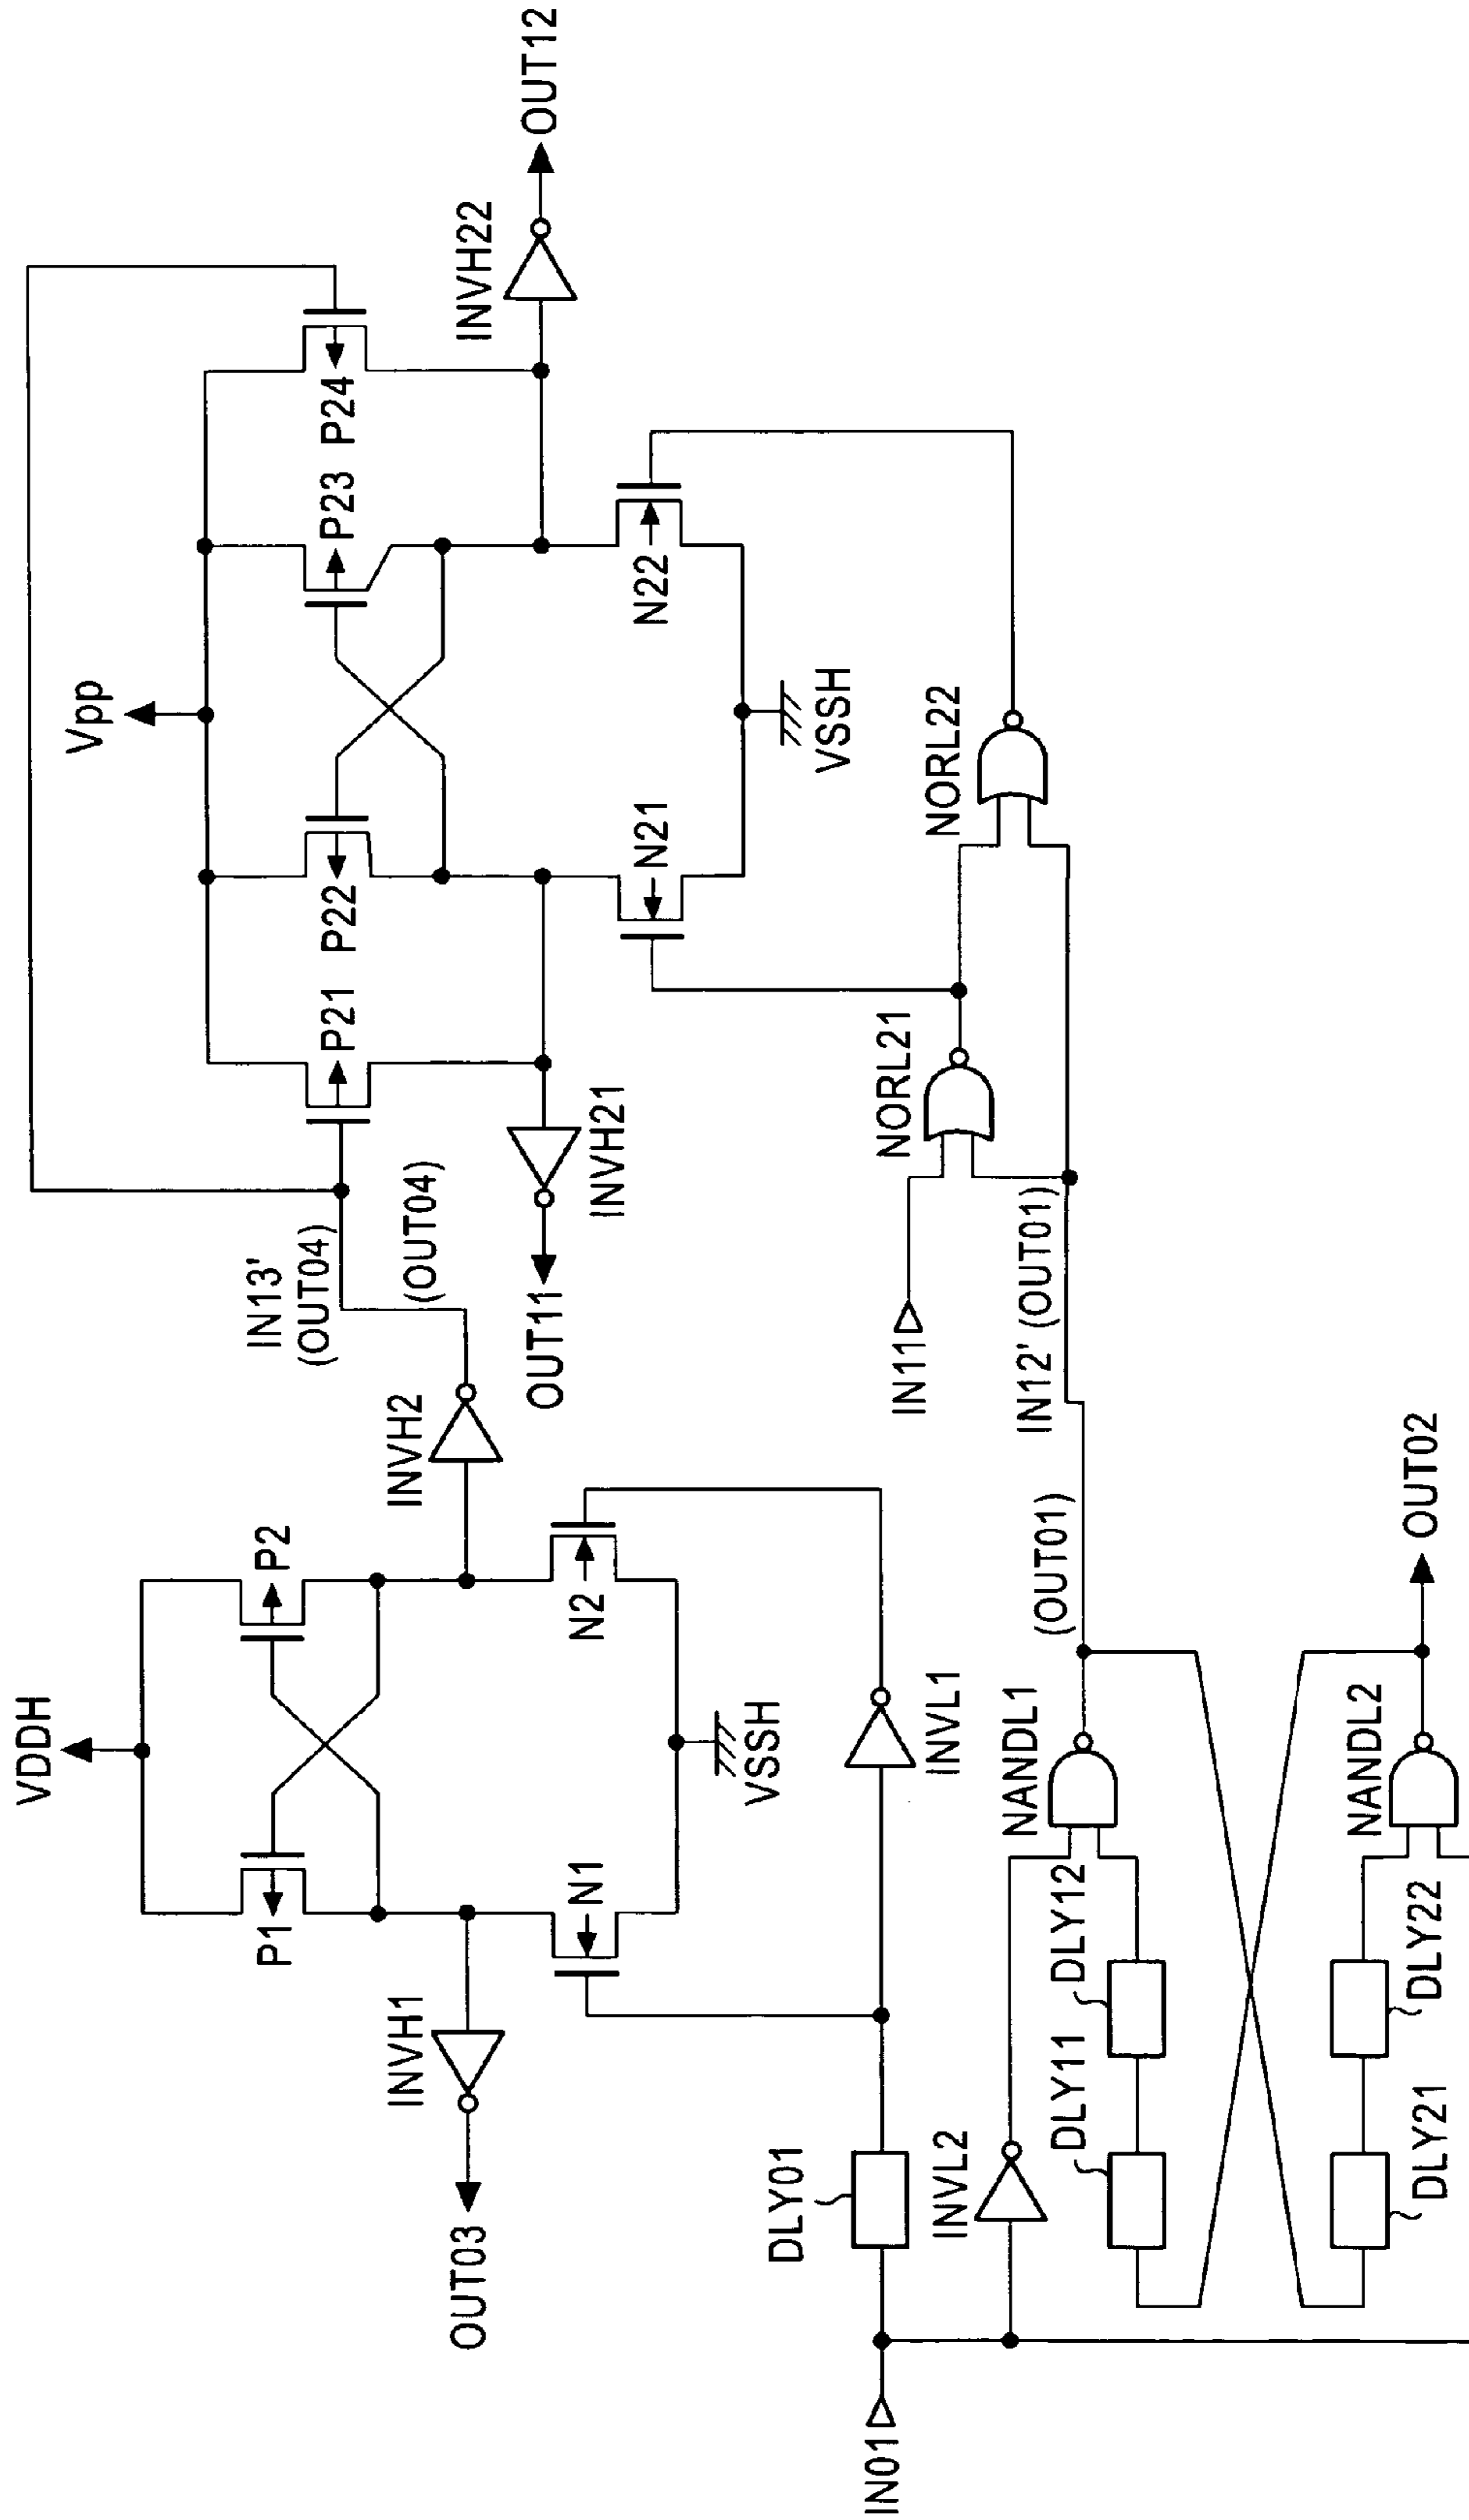 VDDH
P1
P2
INVH1
OUT03
N1
N2
VSSH
INVH2
IN13'
(OUT04)
(OUT04)
Vpp
P21
P22
P23
P24
INVH21
OUT11
INVH22
OUT12
N21
N22
VSSH
NORL21
NORL22
IN11
IN12' (OUT01)
IN01
DLY01
INVL1
INVL2
DLY11
DLY12
NANDL1
(OUT01)
DLY21
DLY22
NANDL2
OUT02